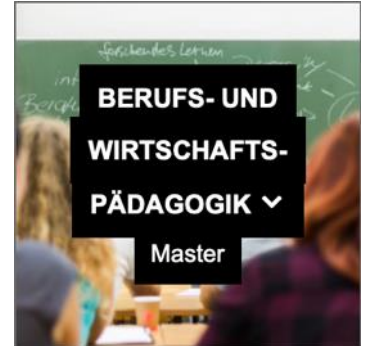 forschendes Lernen
BERUFS- UND
WIRTSCHAFTS-
PÄDAGOGIK
Master